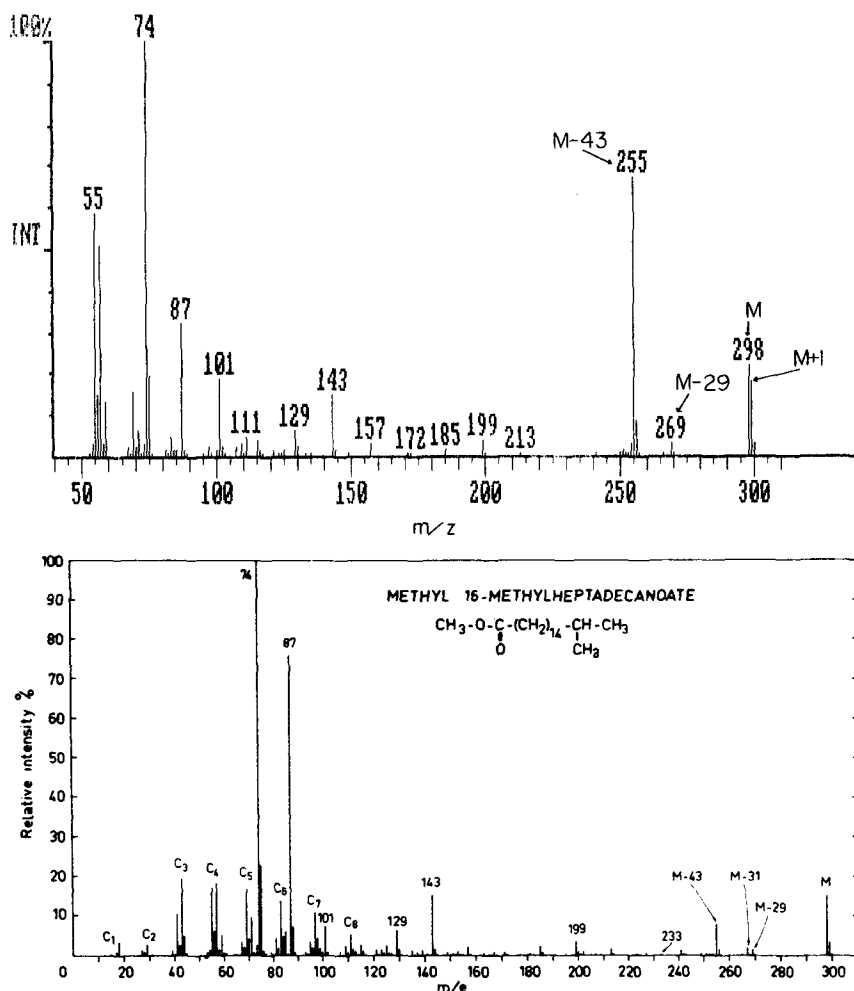 100%
74
M-43
255
55
INT
87
M
298
M+1
101
143
M-29
111
129
269
157
172
185
199
213
50
100
150
200
250
300
m/z
100
74
METHYL 16-METHYLHEPTADECANOATE
90
CH3-O-C-(CH2)14-CH-CH3
O
CH3
80
87
70
60
50
40
Relative intensity %
30
20
C3
C4
C5
C6
143
M-43
M-31
M
10
C7
101
C8
129
M-29
C1
C2
199
233
0
20
40
60
80
100
120
140
160
180
200
220
240
260
280
300
m/e